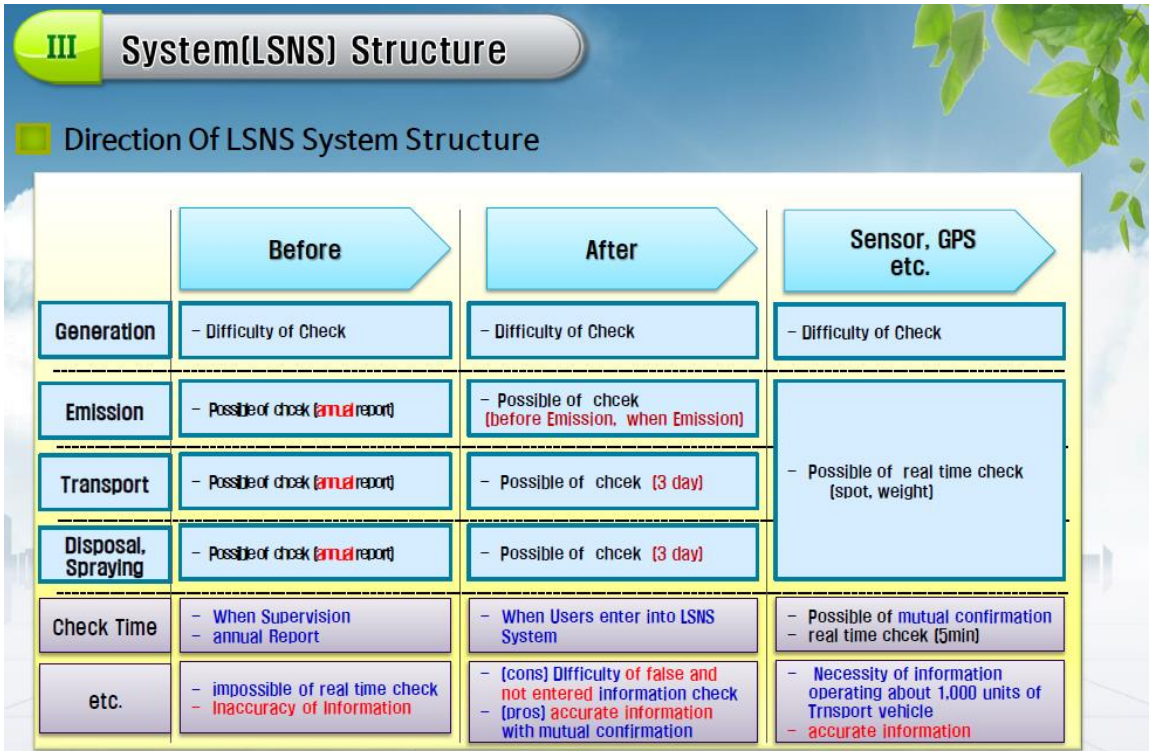 III
System(LSNS) Structure
Direction Of LSNS System Structure
Before
After
Sensor, GPS
etc.
Generation
- Difficulty of Check
- Difficulty of Check
- Difficulty of Check
Emission
- Possible of chcek (annual report)
- Possible of chcek
(before Emission, when Emission)
Transport
- Possible of chcek (annual report)
- Possible of chcek (3 day)
- Possible of real time check
(spot, weight)
Disposal,
Spraying
- Possible of chcek (annual report)
- Possible of chcek (3 day)
Check Time
- When Supervision
- annual Report
- When Users enter into LSNS
System
- Possible of mutual confirmation
- real time chcek (5min)
etc.
- impossible of real time check
- Inaccuracy of Information
- (cons) Difficulty of false and
not entered information check
- (pros) accurate information
with mutual confirmation
- Necessity of information
operating about 1,000 units of
Trnsport vehicle
- accurate information